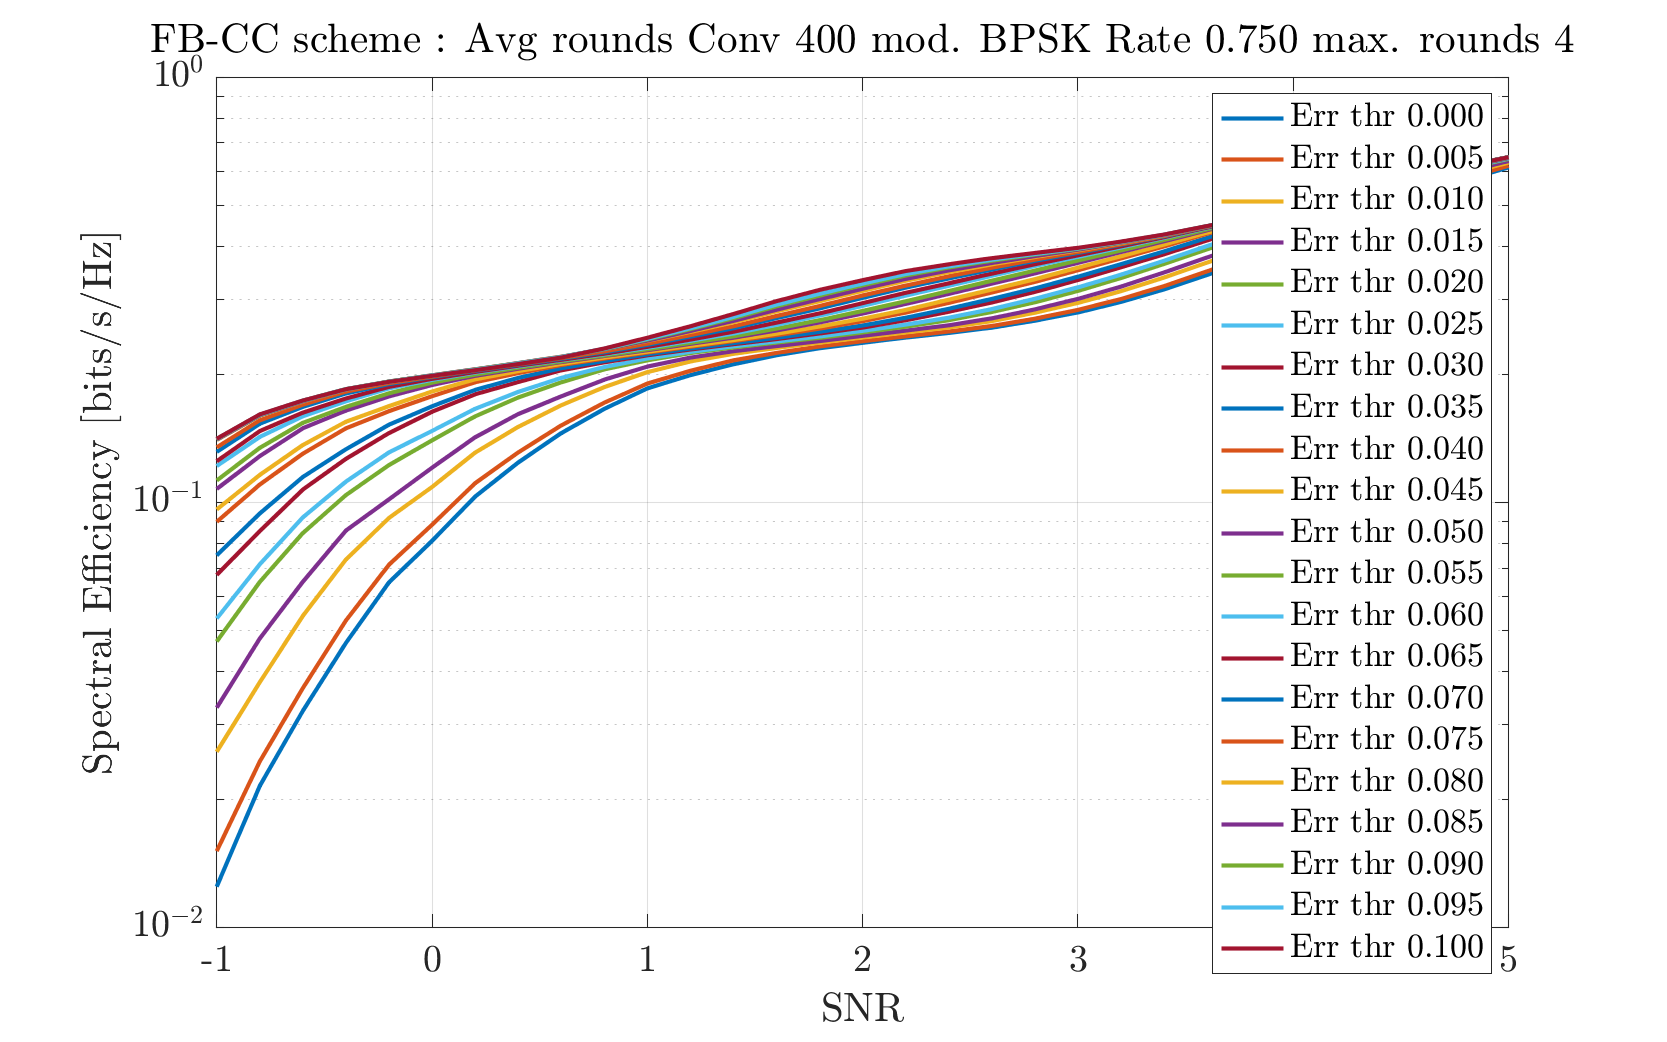 FB-CC scheme : Avg rounds Conv 400 mod. BPSK Rate 0.750 max. rounds 4
10^0
10^{-1}
10^{-2}
Spectral Efficiency [bits/s/Hz]
Err thr 0.000
Err thr 0.005
Err thr 0.010
Err thr 0.015
Err thr 0.020
Err thr 0.025
Err thr 0.030
Err thr 0.035
Err thr 0.040
Err thr 0.045
Err thr 0.050
Err thr 0.055
Err thr 0.060
Err thr 0.065
Err thr 0.070
Err thr 0.075
Err thr 0.080
Err thr 0.085
Err thr 0.090
Err thr 0.095
Err thr 0.100
-1 0 1 2 3 5
SNR